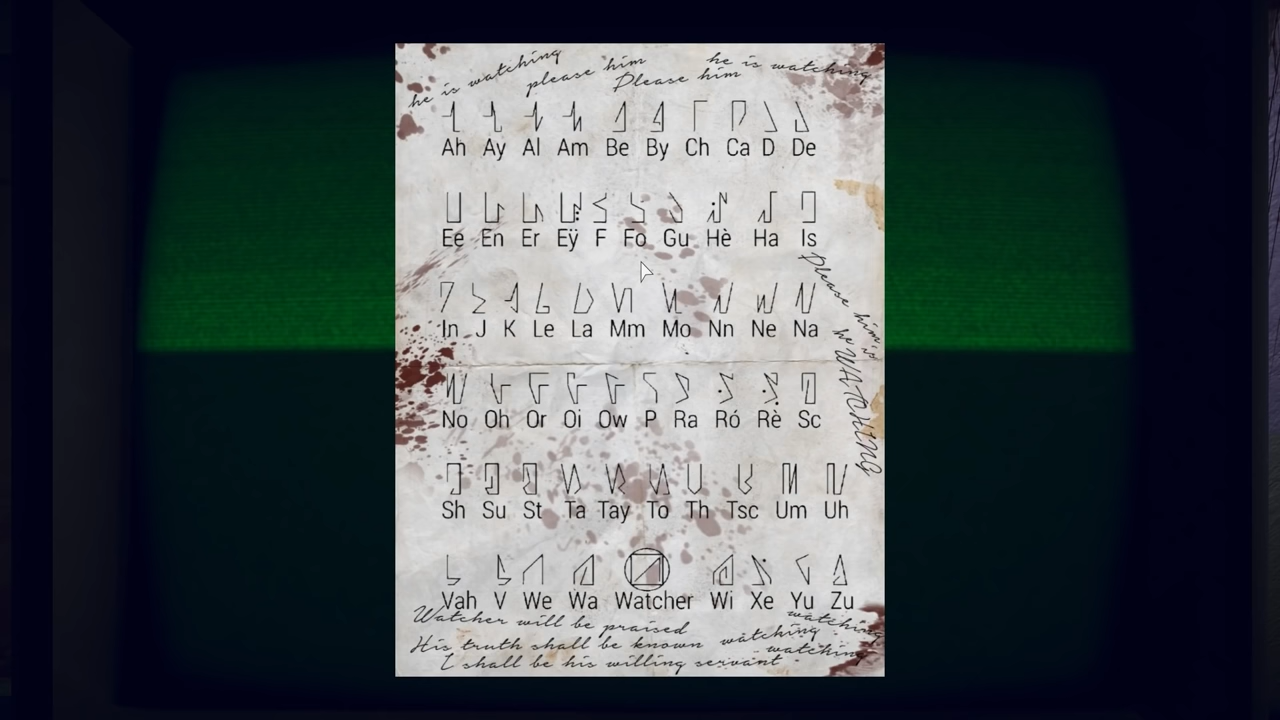 he is watching please him he is watching
Please him
Ah Ay Al Am Be By Ch Ca D De
Ee En Er Eÿ F Fo Gu Hè Ha Is
please him
In J K Le La Mm Mo Nn Ne Na
WATCHING
No Oh Or Oi Ow P Ra Ró Rè Sc
Sh Su St Ta Tay To Th Tsc Um Uh
Vah V We Wa Watcher Wi Xe Yu Zu
Watcher will be praised watching
His truth shall be known watching watching
I shall be his willing servant